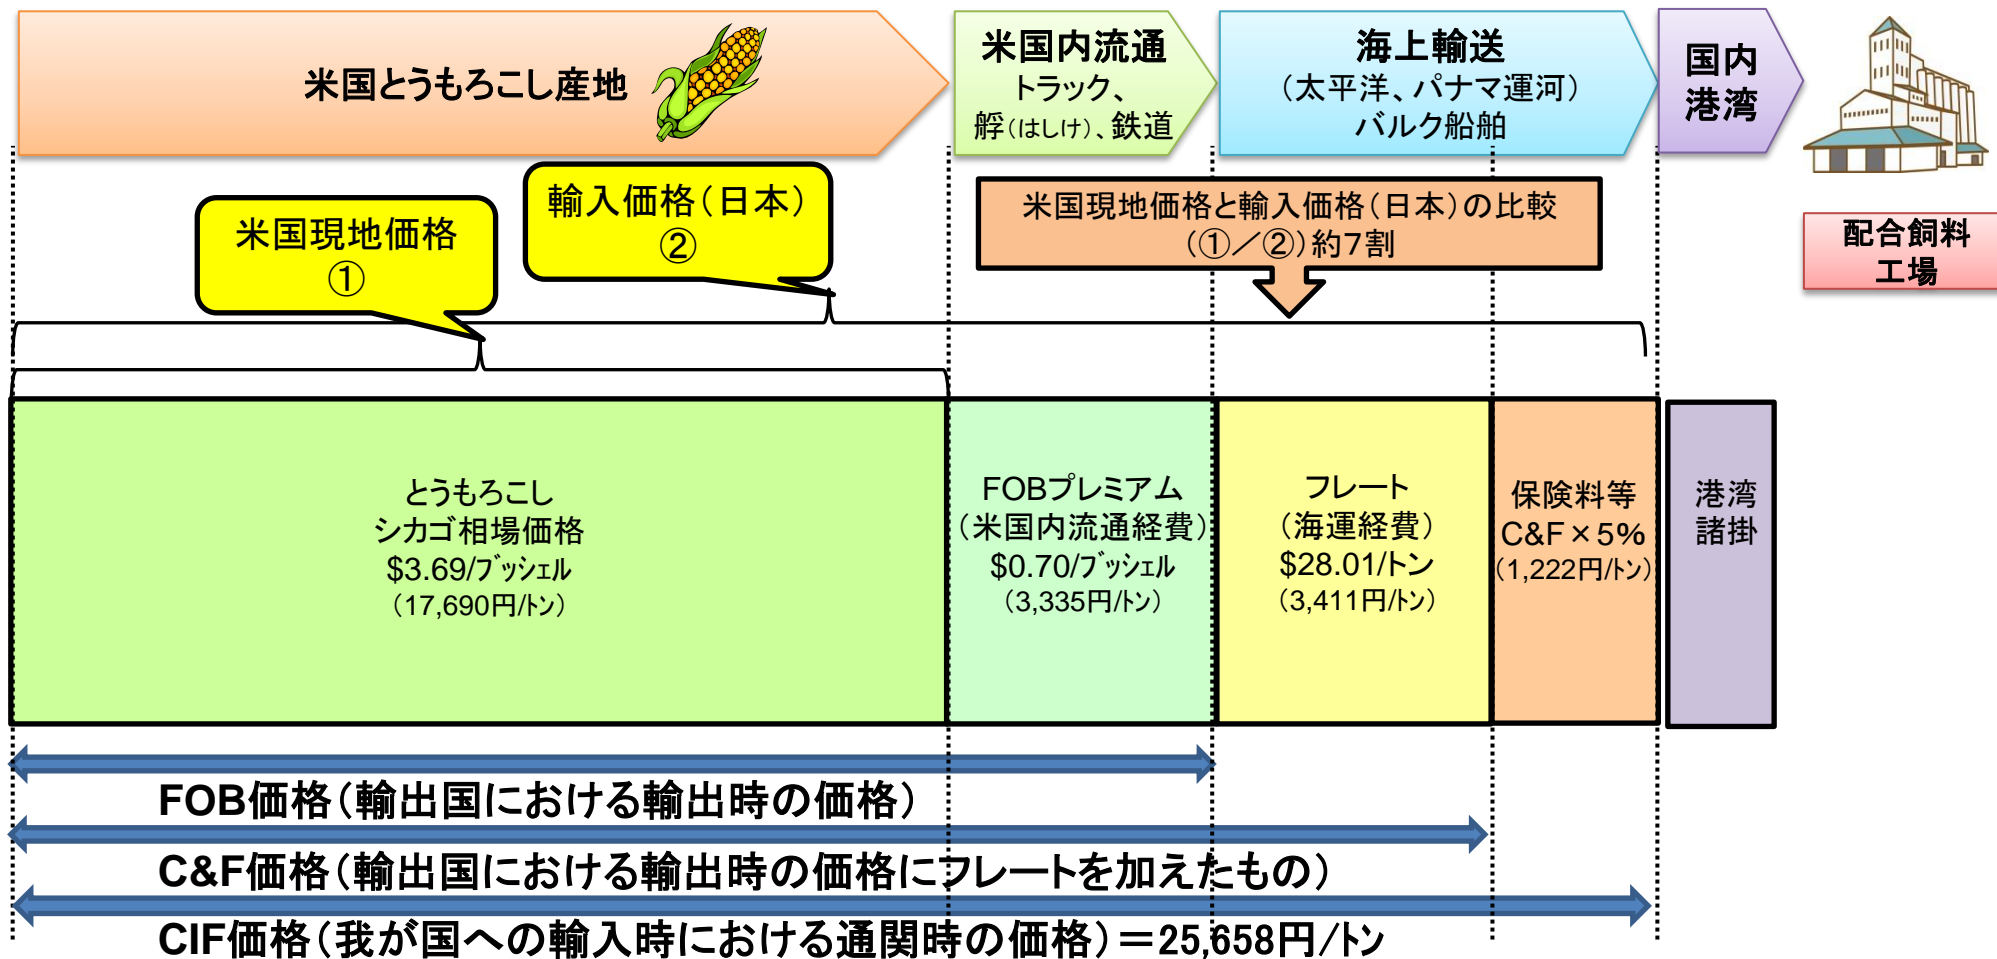 米国とうもろこし産地
米国内流通
トラック、
艀(はしけ)、鉄道
海上輸送
(太平洋、パナマ運河)
バルク船舶
国内
港湾
配合飼料
工場
米国現地価格
①
輸入価格(日本)
②
米国現地価格と輸入価格(日本)の比較
(①/②)約7割
とうもろこし
シカゴ相場価格
$3.69/ブッシェル
(17,690円/トン)
FOBプレミアム
(米国内流通経費)
$0.70/ブッシェル
(3,335円/トン)
フレート
(海運経費)
$28.01/トン
(3,411円/トン)
保険料等
C&F×5%
(1,222円/トン)
港湾
諸掛
FOB価格(輸出国における輸出時の価格)
C&F価格(輸出国における輸出時の価格にフレートを加えたもの)
CIF価格(我が国への輸入時における通関時の価格)=25,658円/トン